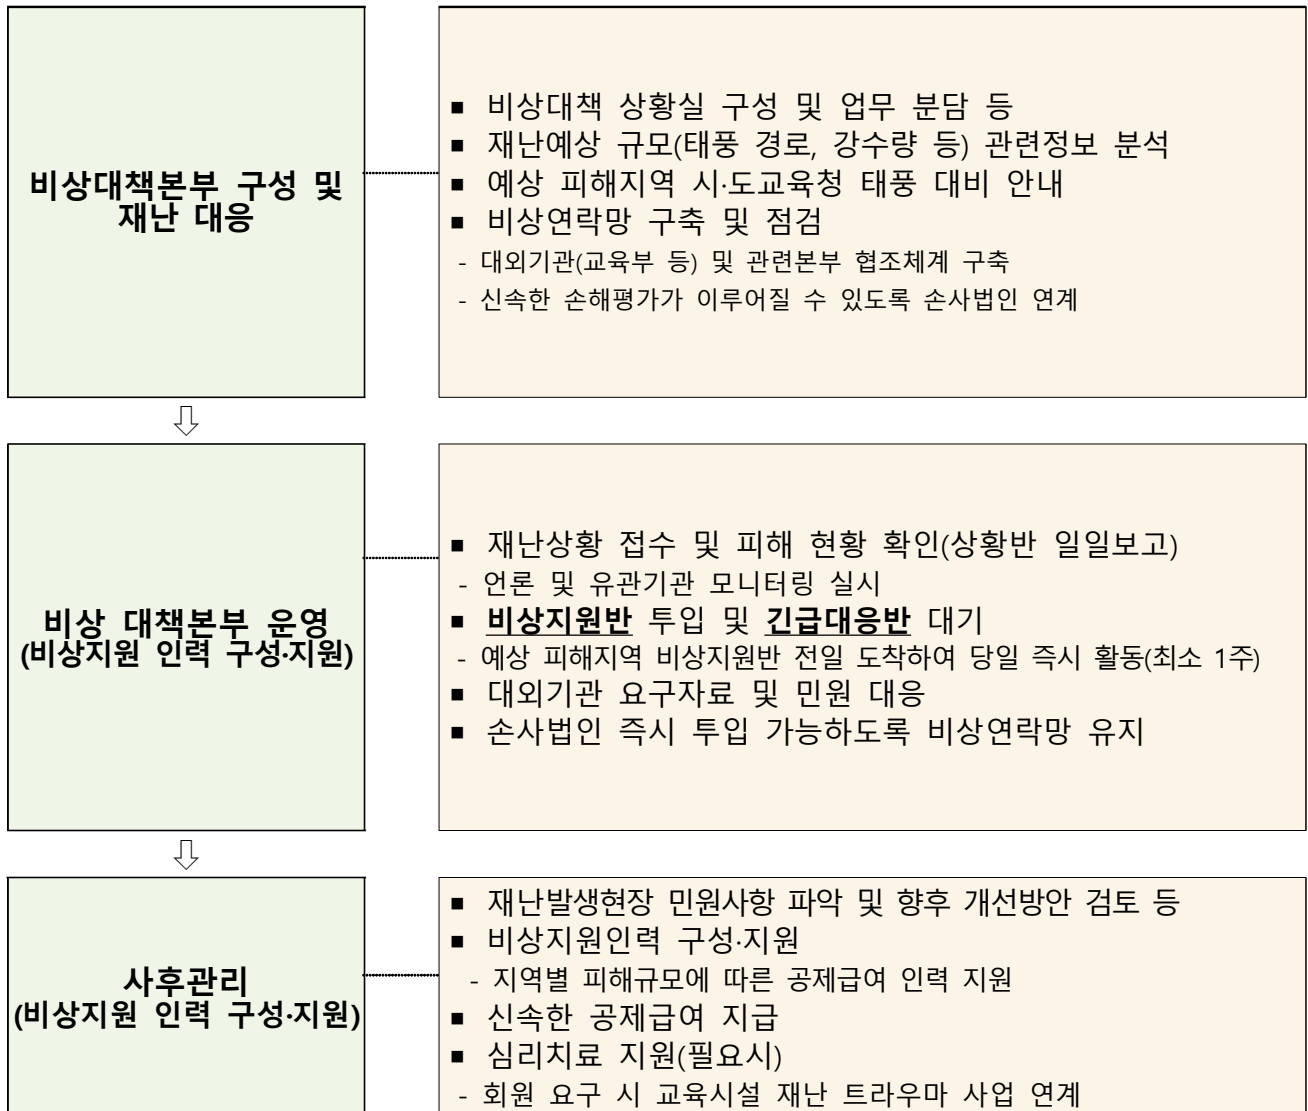 비상대책본부 구성 및
재난 대응
▪ 비상대책 상황실 구성 및 업무 분담 등
▪ 재난예상 규모(태풍 경로, 강수량 등) 관련정보 분석
▪ 예상 피해지역 시·도교육청 태풍 대비 안내
▪ 비상연락망 구축 및 점검
- 대외기관(교육부 등) 및 관련본부 협조체계 구축
- 신속한 손해평가가 이루어질 수 있도록 손사법인 연계
비상 대책본부 운영
(비상지원 인력 구성·지원)
▪ 재난상황 접수 및 피해 현황 확인(상황반 일일보고)
- 언론 및 유관기관 모니터링 실시
▪ 비상지원반 투입 및 긴급대응반 대기
- 예상 피해지역 비상지원반 전일 도착하여 당일 즉시 활동(최소 1주)
▪ 대외기관 요구자료 및 민원 대응
▪ 손사법인 즉시 투입 가능하도록 비상연락망 유지
사후관리
(비상지원 인력 구성·지원)
▪ 재난발생현장 민원사항 파악 및 향후 개선방안 검토 등
▪ 비상지원인력 구성·지원
- 지역별 피해규모에 따른 공제급여 인력 지원
▪ 신속한 공제급여 지급
▪ 심리치료 지원(필요시)
- 회원 요구 시 교육시설 재난 트라우마 사업 연계